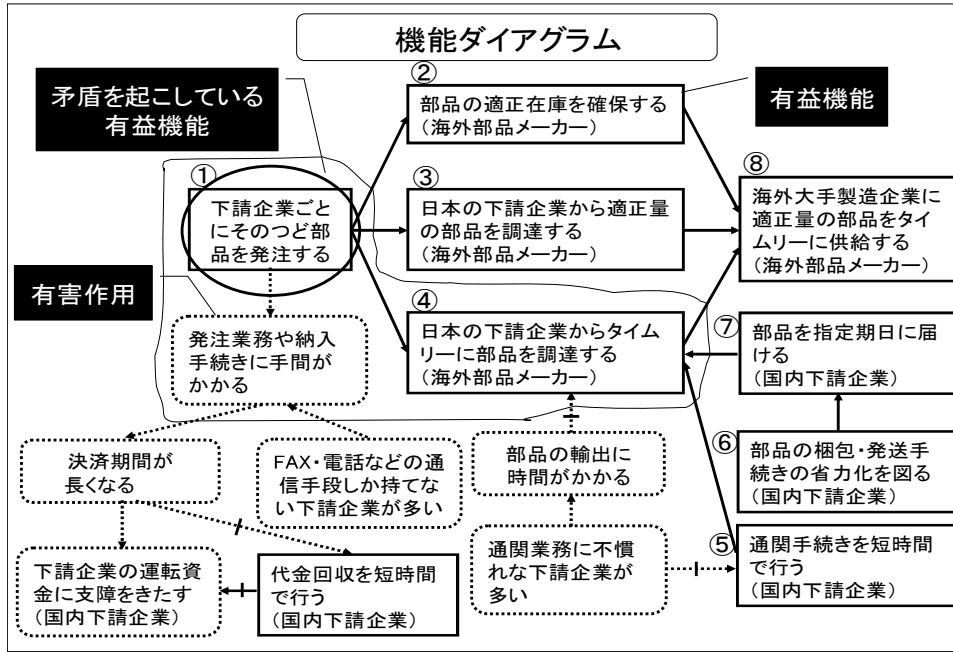 機能ダイアグラム
矛盾を起こしている
有益機能
②
部品の適正在庫を確保する
(海外部品メーカー)
有益機能
①
下請企業ごと
にそのつど部
品を発注する
③
日本の下請企業から適正量
の部品を調達する
(海外部品メーカー)
⑧
海外大手製造企業に
適正量の部品をタイ
ムリーに供給する
(海外部品メーカー)
有害作用
発注業務や納入
手続きに手間が
かかる
④
日本の下請企業からタイム
リーに部品を調達する
(海外部品メーカー)
⑦
部品を指定期日に届
ける
(国内下請企業)
決済期間が
長くなる
FAX・電話などの通
信手段しか持てな
い下請企業が多い
部品の輸出に
時間がかかる
⑥
部品の梱包・発送手
続きの省力化を図る
(国内下請企業)
下請企業の運転資
金に支障をきたす
(国内下請企業)
代金回収を短時間
で行う
(国内下請企業)
通関業務に不慣
れな下請企業が
多い
⑤
通関手続きを短時間
で行う
(国内下請企業)